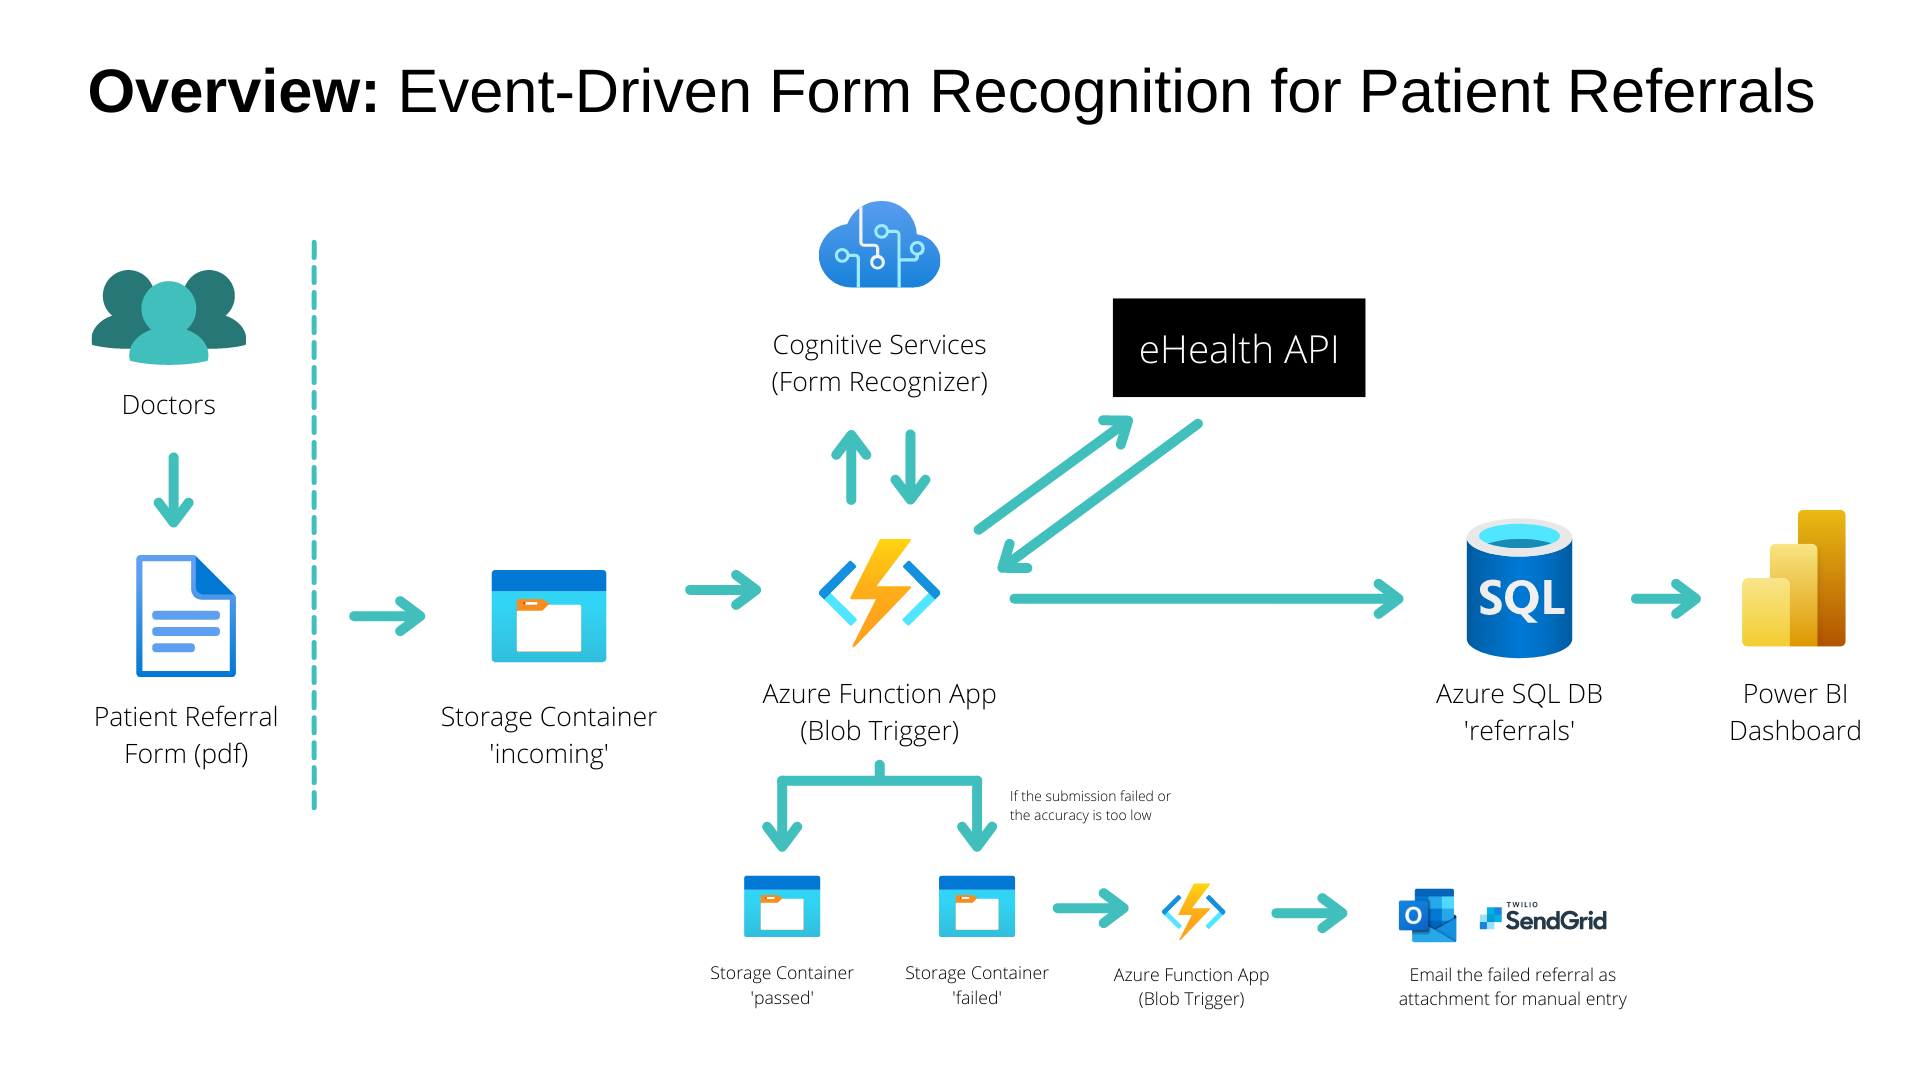 Overview: Event-Driven Form Recognition for Patient Referrals
Doctors
Patient Referral
Form (pdf)
Storage Container
'incoming'
Cognitive Services
(Form Recognizer)
eHealth API
Azure Function App
(Blob Trigger)
SQL
Azure SQL DB
'referrals'
Power BI
Dashboard
If the submission failed or
the accuracy is too low
Storage Container
'passed'
Storage Container
'failed'
Azure Function App
(Blob Trigger)
O
TWILIO
SendGrid
Email the failed referral as
attachment for manual entry